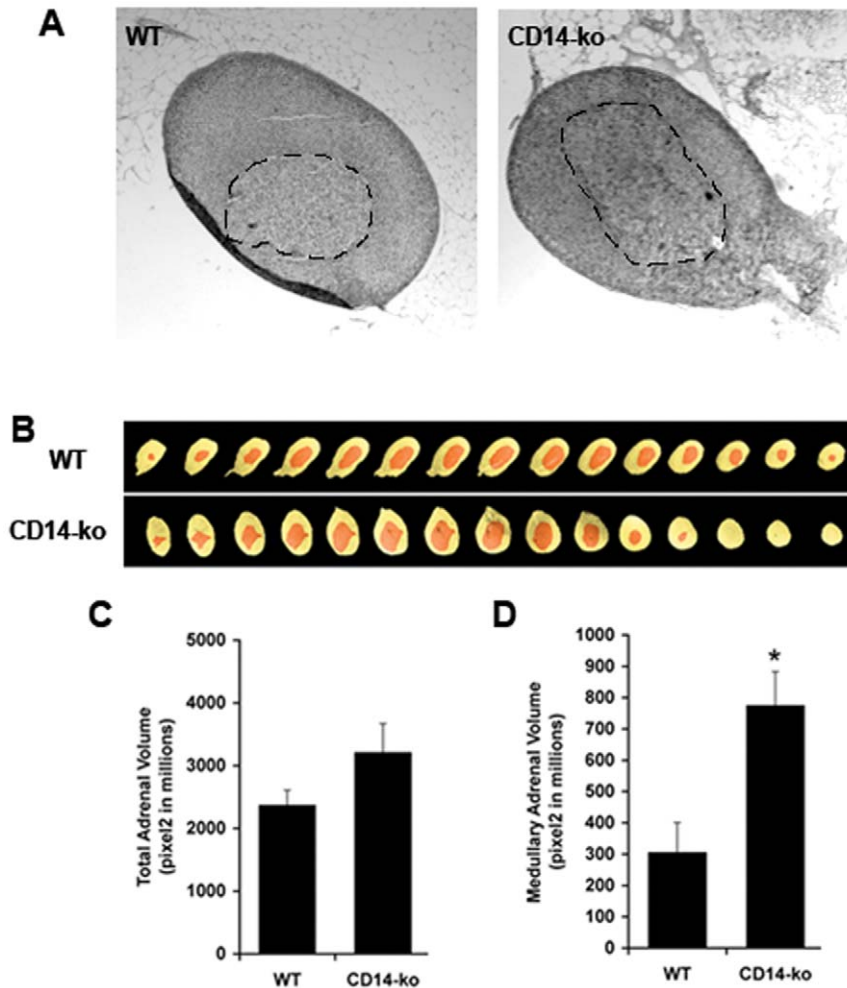 A
WT
CD14-ko
B
WT
CD14-ko
C
Total Adrenal Volume
(pixel2 in millions)
5000
4000
3000
2000
1000
0
WT
CD14-ko
D
Medullary Adrenal Volume
(pixel2 in millions)
1000
900
800
700
600
500
400
300
200
100
0
*
WT
CD14-ko